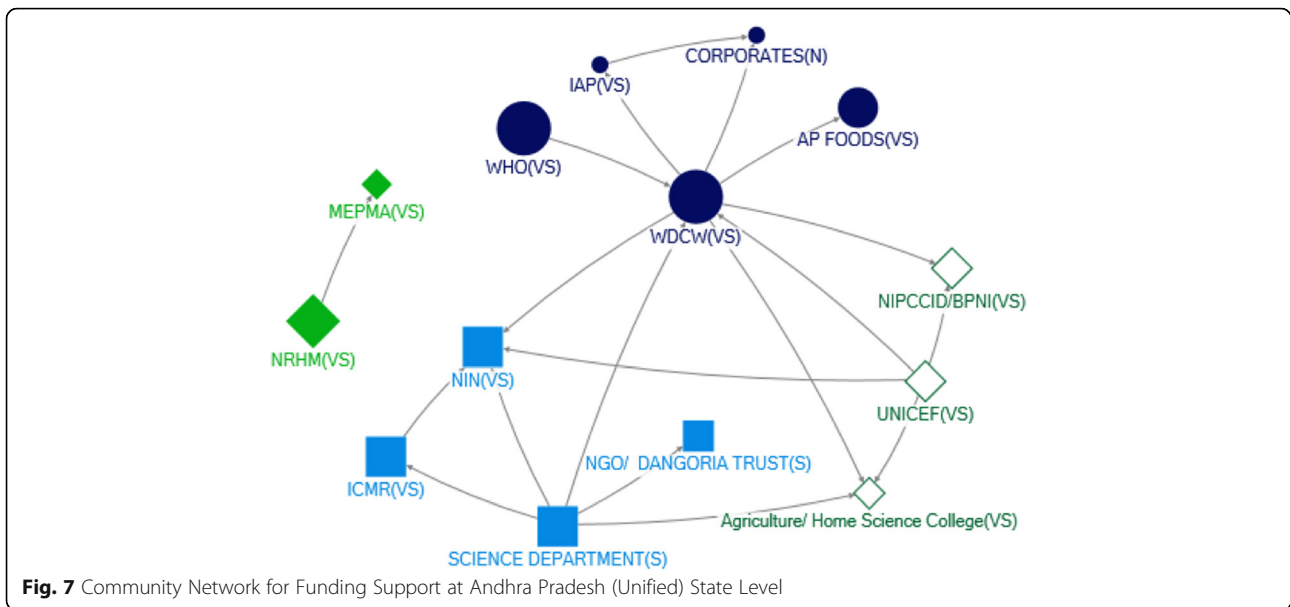 CORPORATES(N)
IAP(VS)
AP FOODS(VS)
WHO(VS)
MEPMA(VS)
WDCW(VS)
NIPCCID/BPNI(VS)
NRHM(VS)
NIN(VS)
UNICEF(VS)
NGO/ DANGORIA TRUST(S)
ICMR(VS)
Agriculture/ Home Science College(VS)
SCIENCE DEPARTMENT(S)
Fig. 7 Community Network for Funding Support at Andhra Pradesh (Unified) State Level